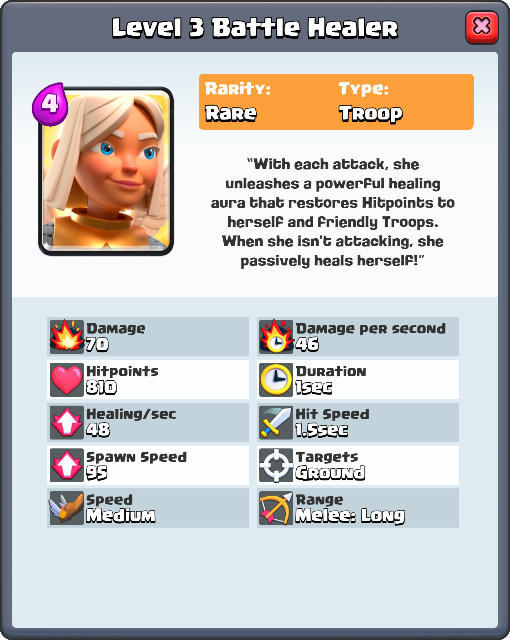 Level 3 Battle Healer
4
Rarity: Type:
Rare Troop
"With each attack, she
unleashes a powerful healing
aura that restores Hitpoints to
herself and friendly Troops.
When she isn't attacking, she
passively heals herself!"
Damage Damage per second
70 46
Hitpoints Duration
810 1sec
Healing/sec Hit Speed
48 1.5sec
Spawn Speed Targets
95 Ground
Speed Range
Medium Melee: Long